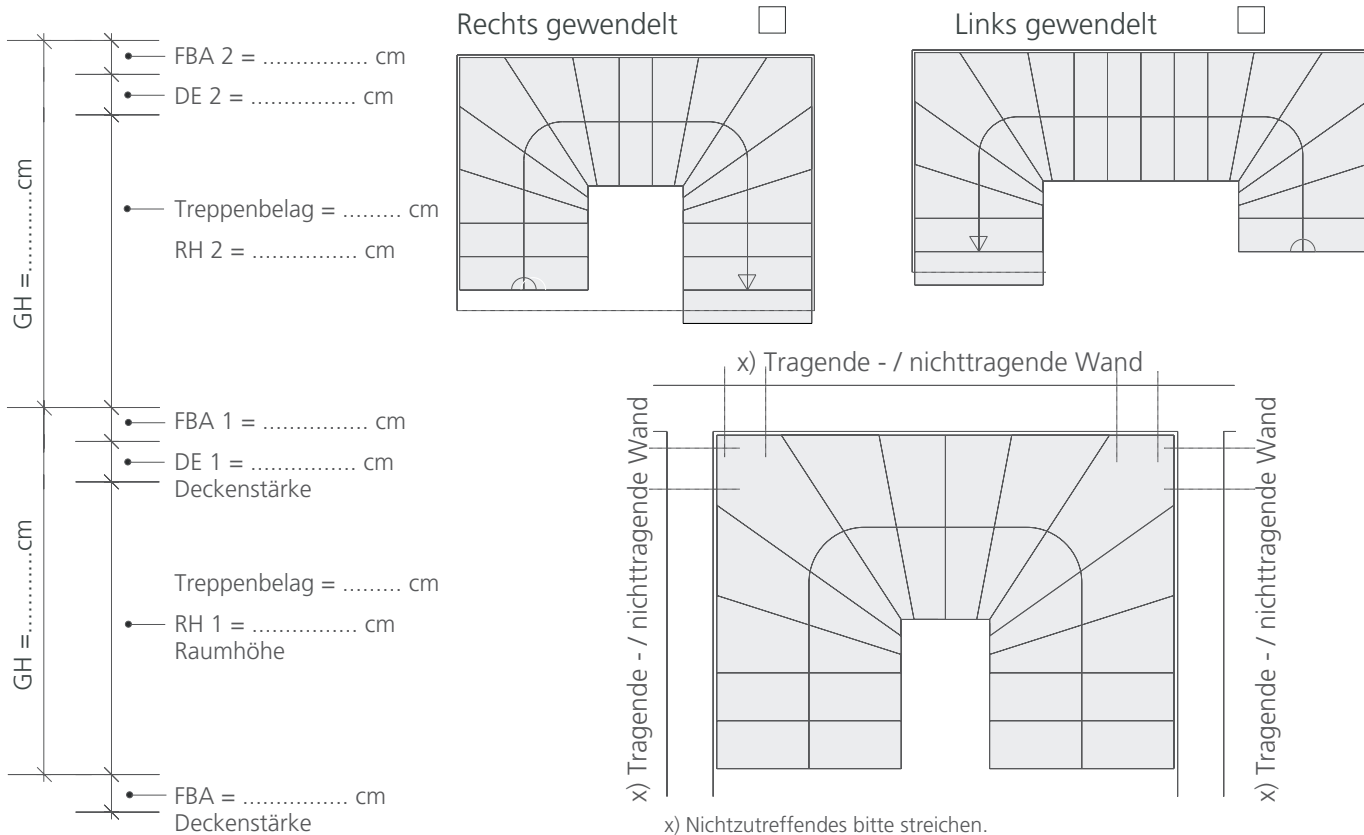 Rechts gewendelt
Links gewendelt
FBA 2 = ................ cm
DE 2 = ................ cm
GH =..............cm
Treppenbelag = ......... cm
RH 2 = ................ cm
x) Tragende - / nichttragende Wand
FBA 1 = ................ cm
DE 1 = ................ cm
Deckenstärke
GH =..............cm
Treppenbelag = ......... cm
RH 1 = ................ cm
Raumhöhe
x) Tragende - / nichttragende Wand
x) Tragende - / nichttragende Wand
FBA = ................ cm
Deckenstärke
x) Nichtzutreffendes bitte streichen.